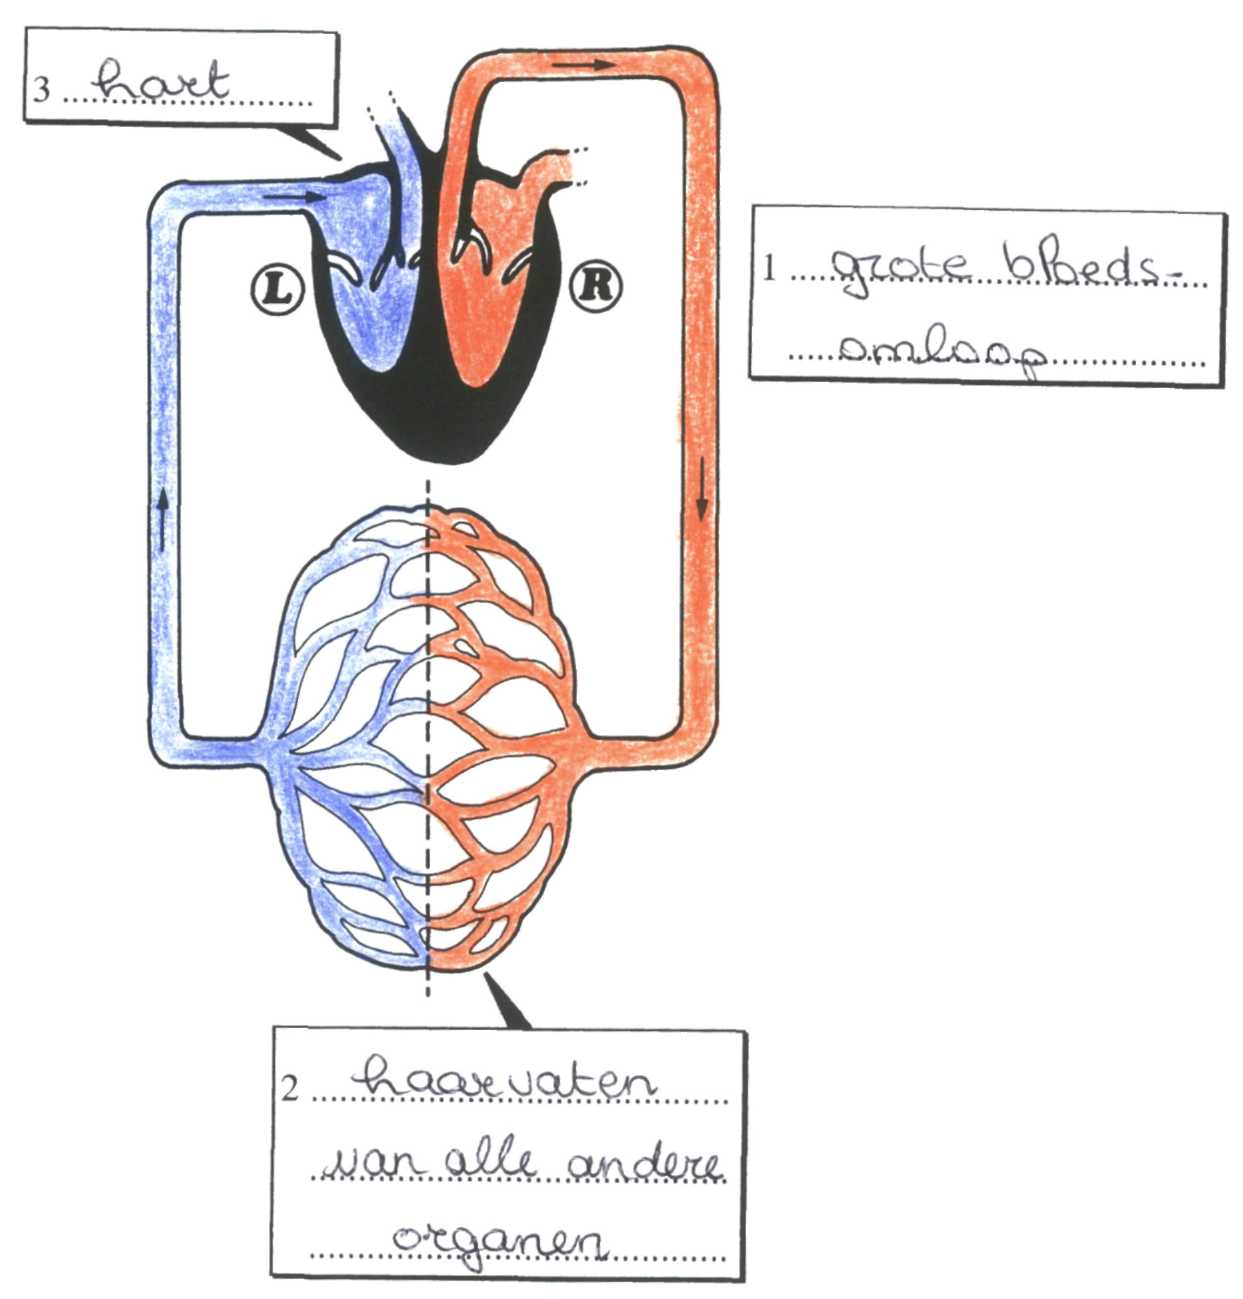 3 hart
L
R
1 grote bloeds-
omloop
2 haarvaten
van alle andere
organen